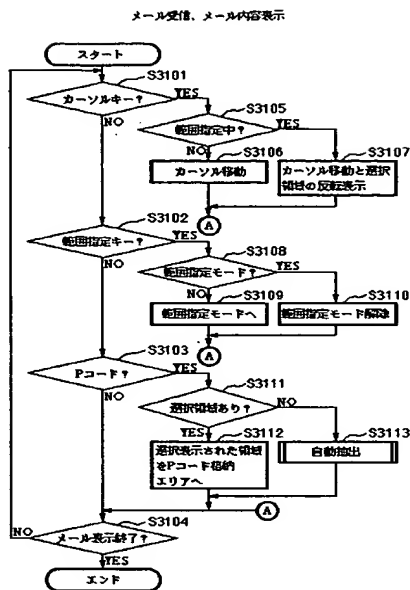 メール受信、メール内容表示
スタート
S3101
カーソルキー?
YES
NO
S3105
範囲指定中?
YES
NO
S3106
カーソル移動
S3107
カーソル移動と選択
領域の反転表示
A
S3102
範囲指定キー?
YES
NO
S3108
範囲指定モード?
YES
NO
S3109
範囲指定モードへ
S3110
範囲指定モード解除
A
S3103
Pコード?
YES
NO
S3111
選択領域あり?
NO
YES
S3112
選択表示された領域
をPコード格納
エリアへ
S3113
自動抽出
A
S3104
メール表示終了?
NO
YES
エンド